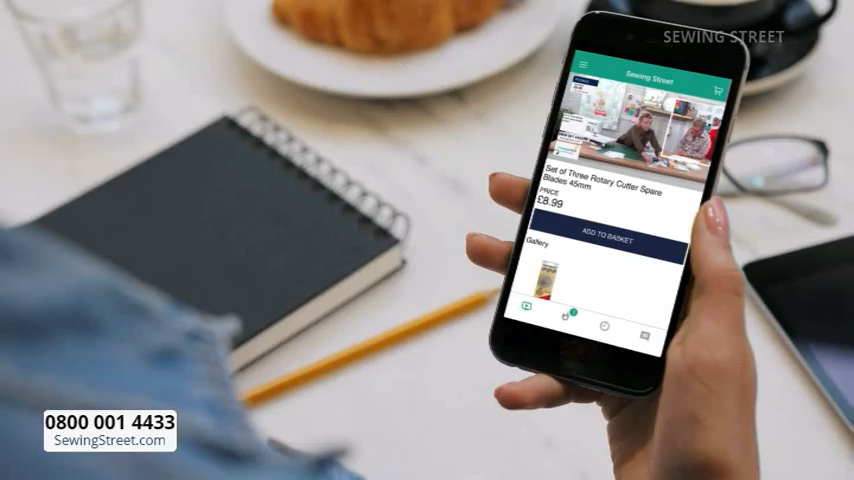 SEWING STREET
Sewing Street
Set of Three Rotary Cutter Spare
Blades 45mm
PRICE
£8.99
ADD TO BASKET
Gallery
0800 001 4433
SewingStreet.com